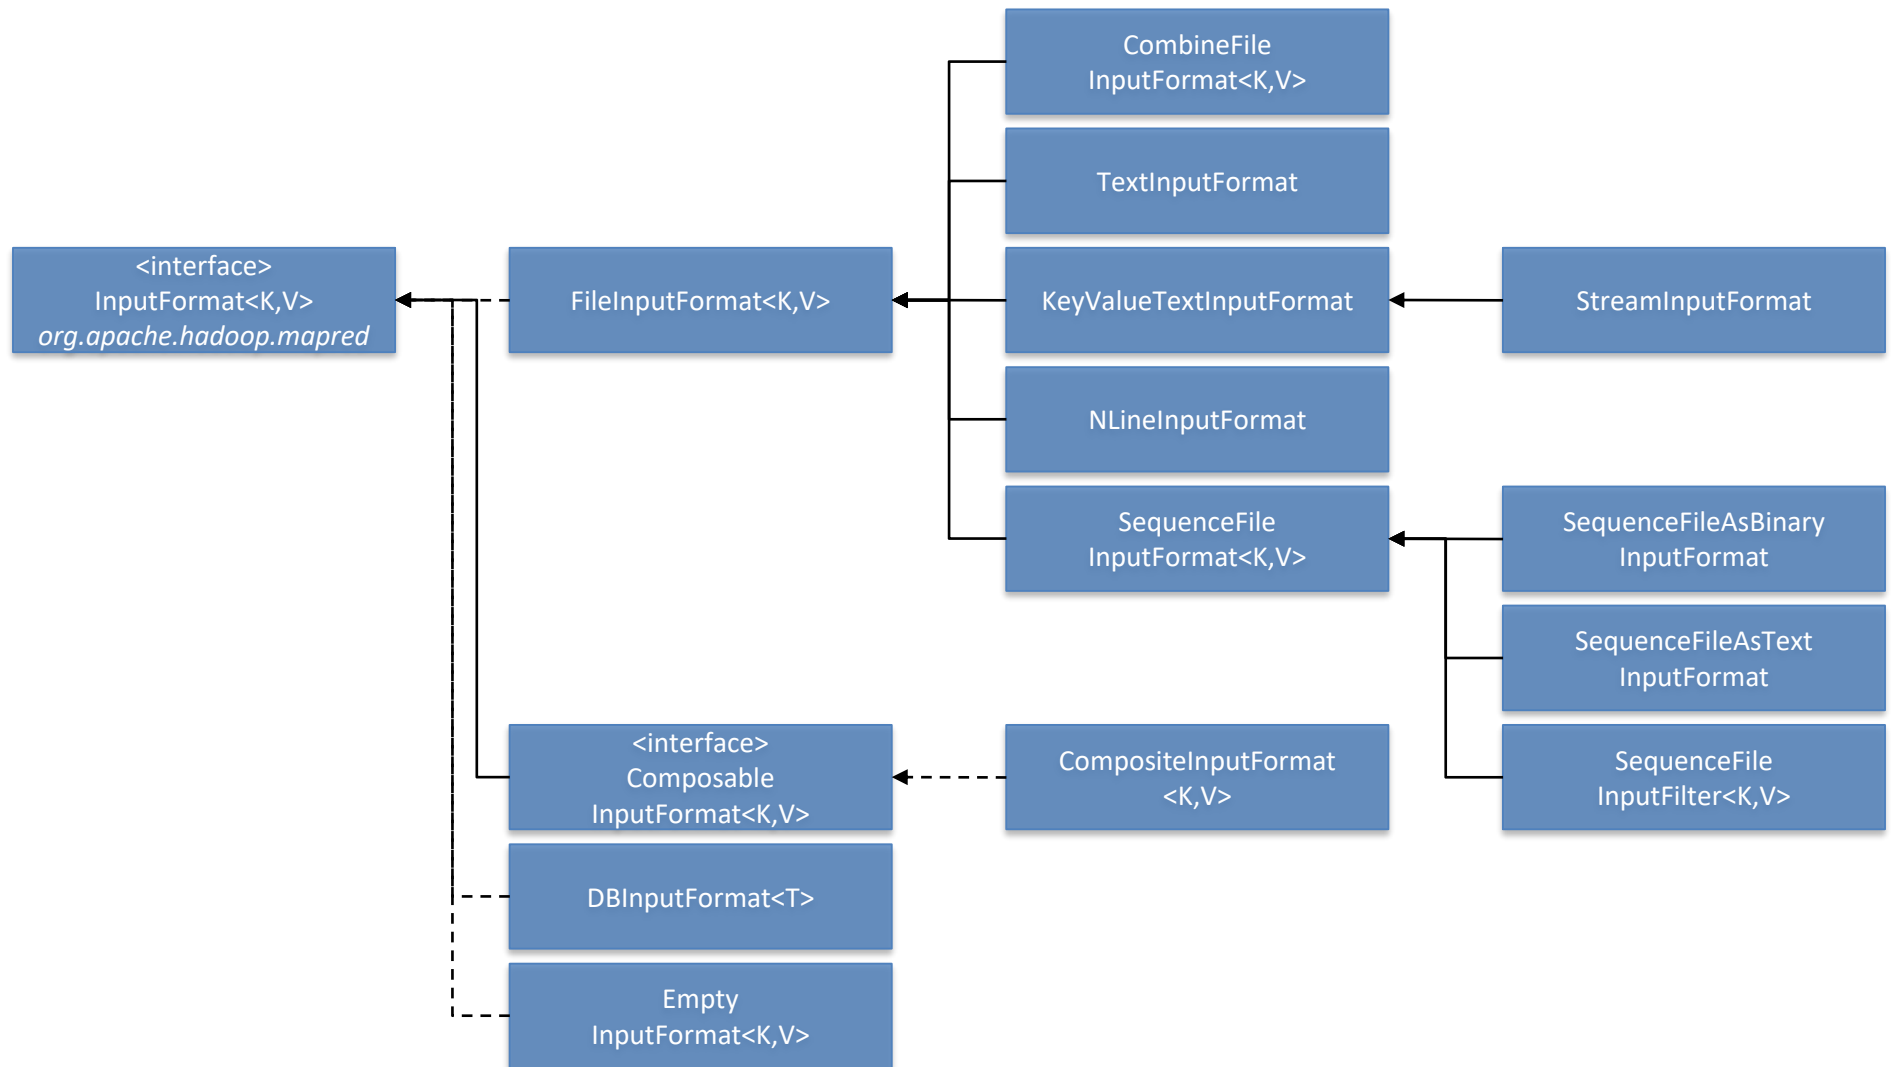 CombineFile
InputFormat<K,V>
TextInputFormat
<interface>
InputFormat<K,V>
org.apache.hadoop.mapred
FileInputFormat<K,V>
KeyValueTextInputFormat
StreamInputFormat
NLineInputFormat
SequenceFile
InputFormat<K,V>
SequenceFileAsBinary
InputFormat
SequenceFileAsText
InputFormat
<interface>
Composable
InputFormat<K,V>
CompositeInputFormat
<K,V>
SequenceFile
InputFilter<K,V>
DBInputFormat<T>
Empty
InputFormat<K,V>